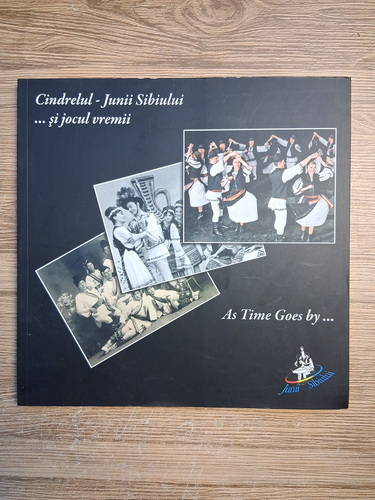 Cindrelul - Junii Sibiului
... și jocul vremii
As Time Goes by ...
Junii Sibiului